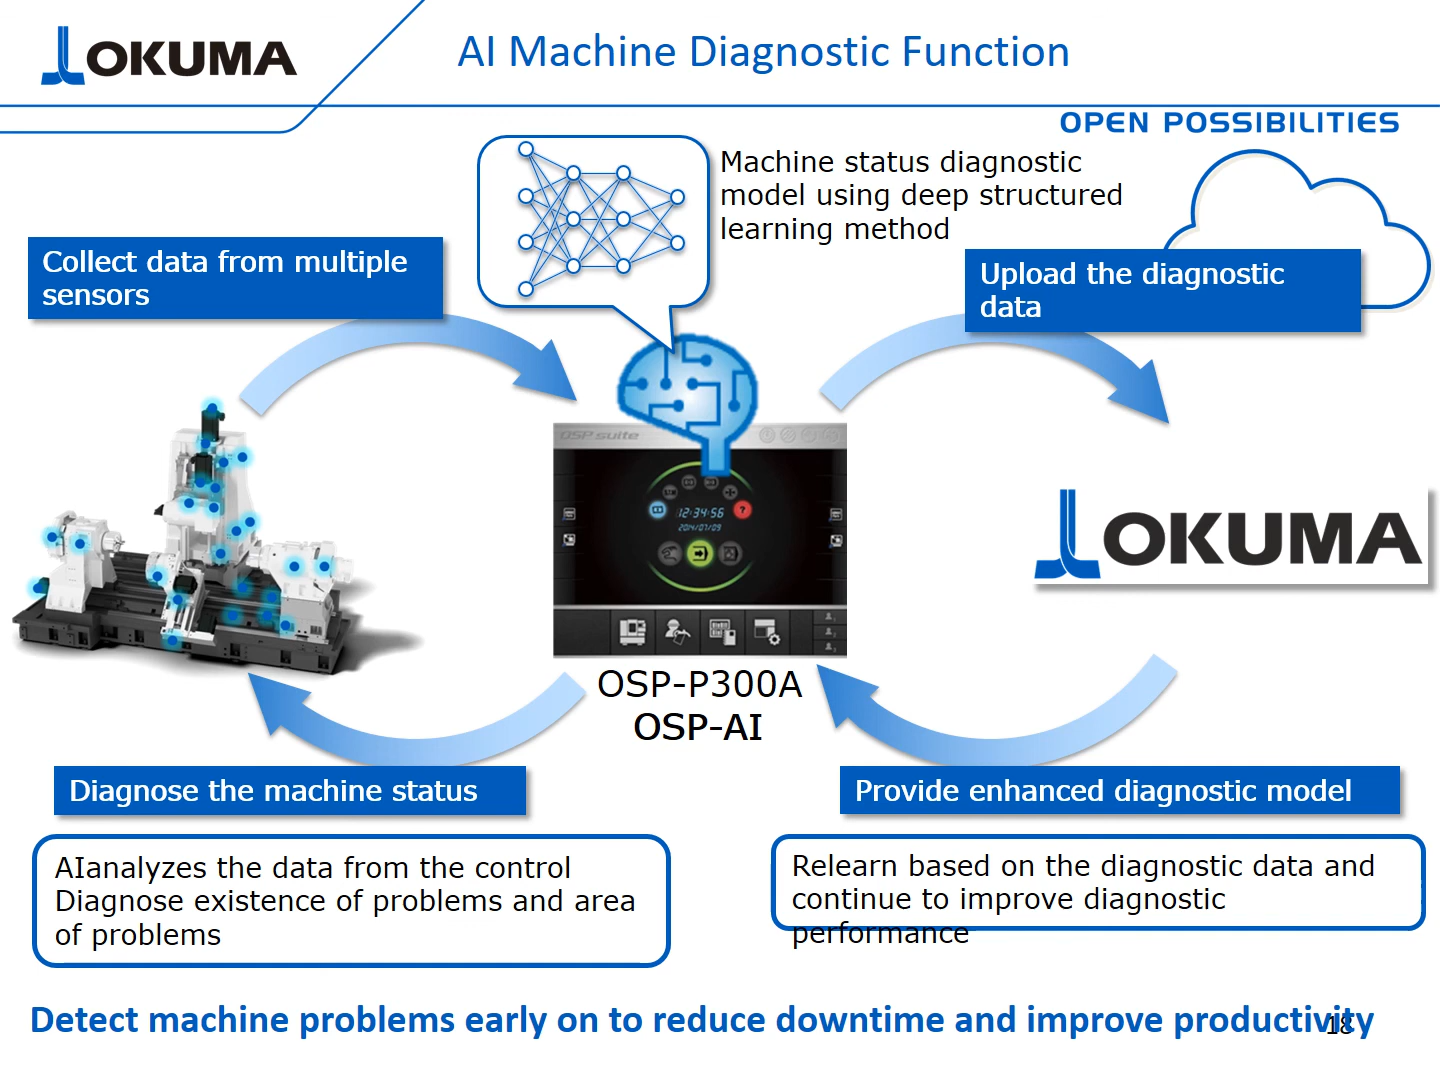 OKUMA
AI Machine Diagnostic Function
OPEN POSSIBILITIES
Machine status diagnostic
model using deep structured
learning method
Collect data from multiple
sensors
Upload the diagnostic
data
OSP suite
12:34:56
2014/07/09
?
OKUMA
OSP-P300A
OSP-AI
Diagnose the machine status
Provide enhanced diagnostic model
AIanalyzes the data from the control
Diagnose existence of problems and area
of problems
Relearn based on the diagnostic data and
continue to improve diagnostic
performance
Detect machine problems early on to reduce downtime and improve productivity
18